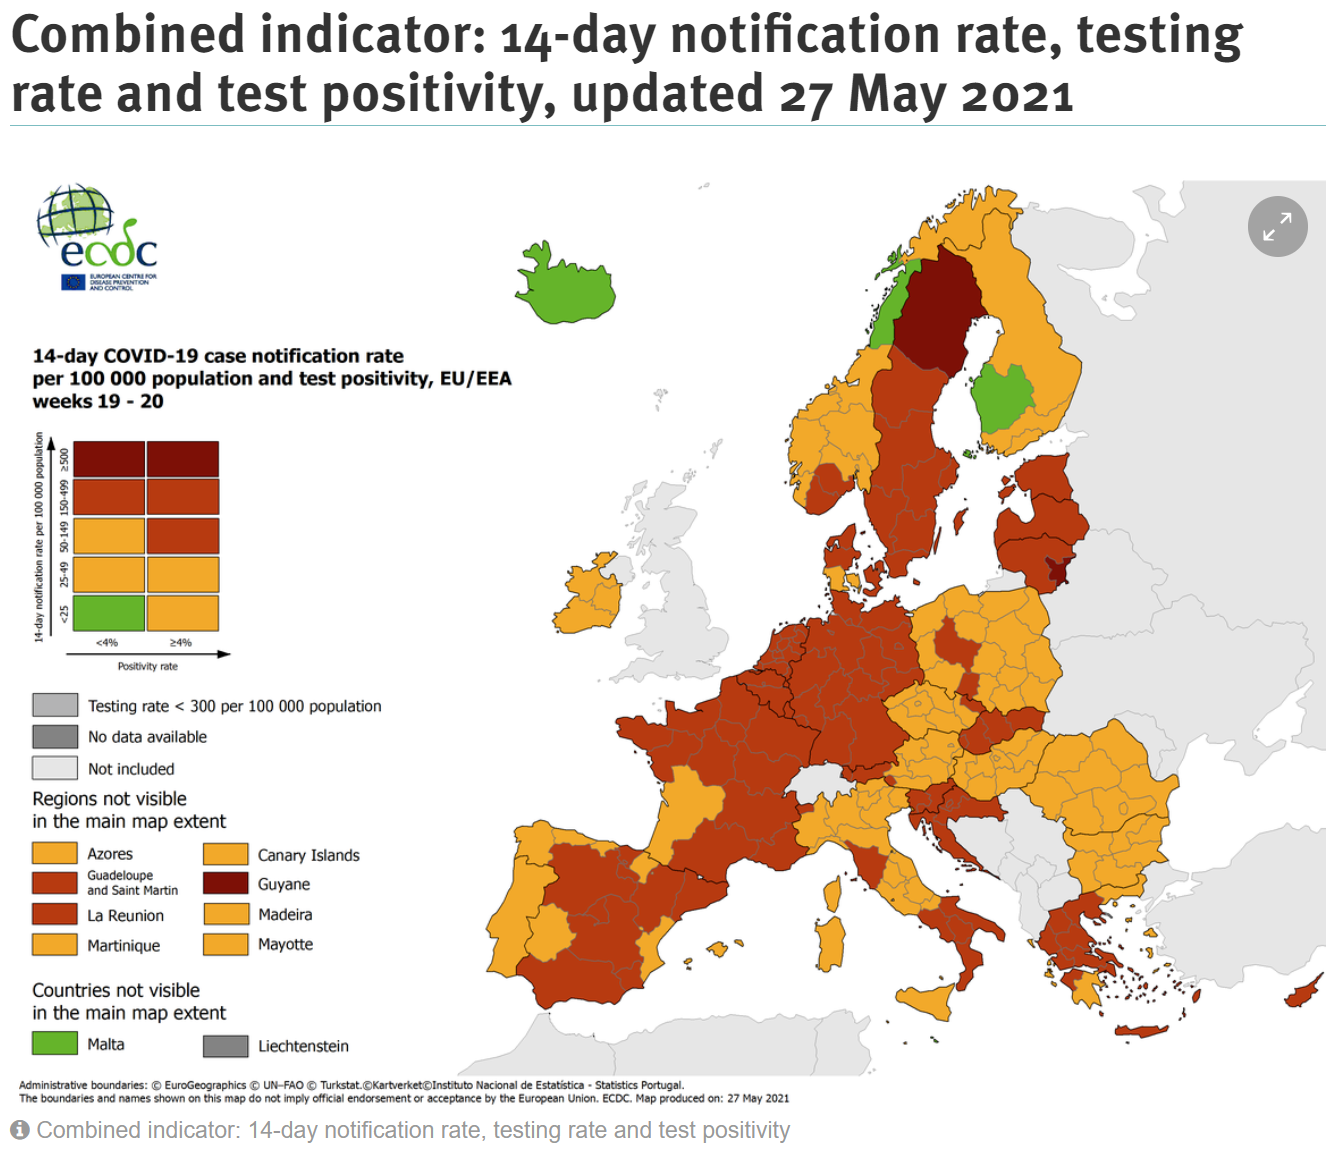 Combined indicator: 14-day notification rate, testing
rate and test positivity, updated 27 May 2021
ecdc
EUROPEAN CENTRE FOR
DISEASE PREVENTION
AND CONTROL
14-day COVID-19 case notification rate
per 100 000 population and test positivity, EU/EEA
weeks 19 - 20
14-day notification rate per 100 000 population
≥500
150-499
50-149
25-49
<25
<4%
≥4%
Positivity rate
Testing rate < 300 per 100 000 population
No data available
Not included
Regions not visible
in the main map extent
Azores
Canary Islands
Guadeloupe
and Saint Martin
Guyane
La Reunion
Madeira
Martinique
Mayotte
Countries not visible
in the main map extent
Malta
Liechtenstein
Administrative boundaries: © EuroGeographics © UN–FAO © Turkstat.©Kartverket©Instituto Nacional de Estatística - Statistics Portugal.
The boundaries and names shown on this map do not imply official endorsement or acceptance by the European Union. ECDC. Map produced on: 27 May 2021
Combined indicator: 14-day notification rate, testing rate and test positivity